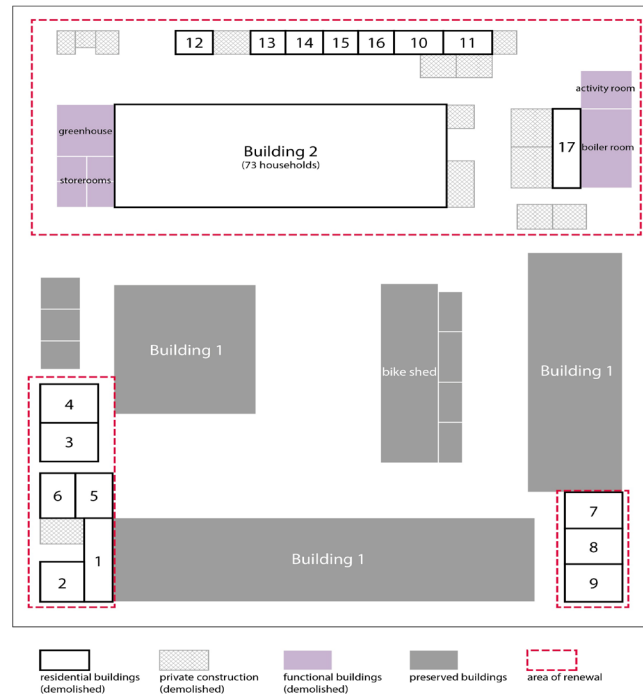 12 13 14 15 16 10 11
activity room
greenhouse
Building 2
(73 households)
17
boiler room
storerooms
Building 1
bike shed
Building 1
4
3
6 5
7
8
Building 1
1
2
9
residential buildings
(demolished)
private construction
(demolished)
functional buildings
(demolished)
preserved buildings
area of renewal